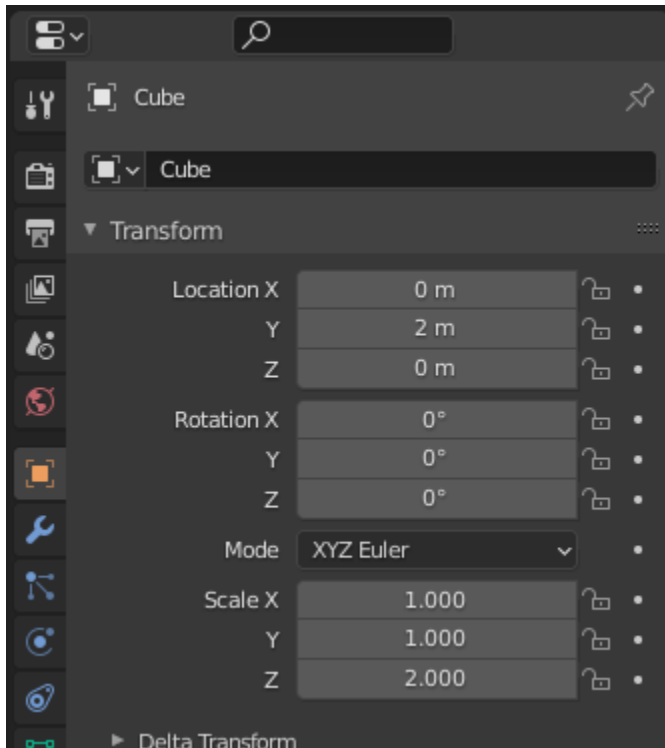 Cube
Cube
Transform
Location X 0 m
Y 2 m
Z 0 m
Rotation X 0°
Y 0°
Z 0°
Mode XYZ Euler
Scale X 1.000
Y 1.000
Z 2.000
Delta Transform